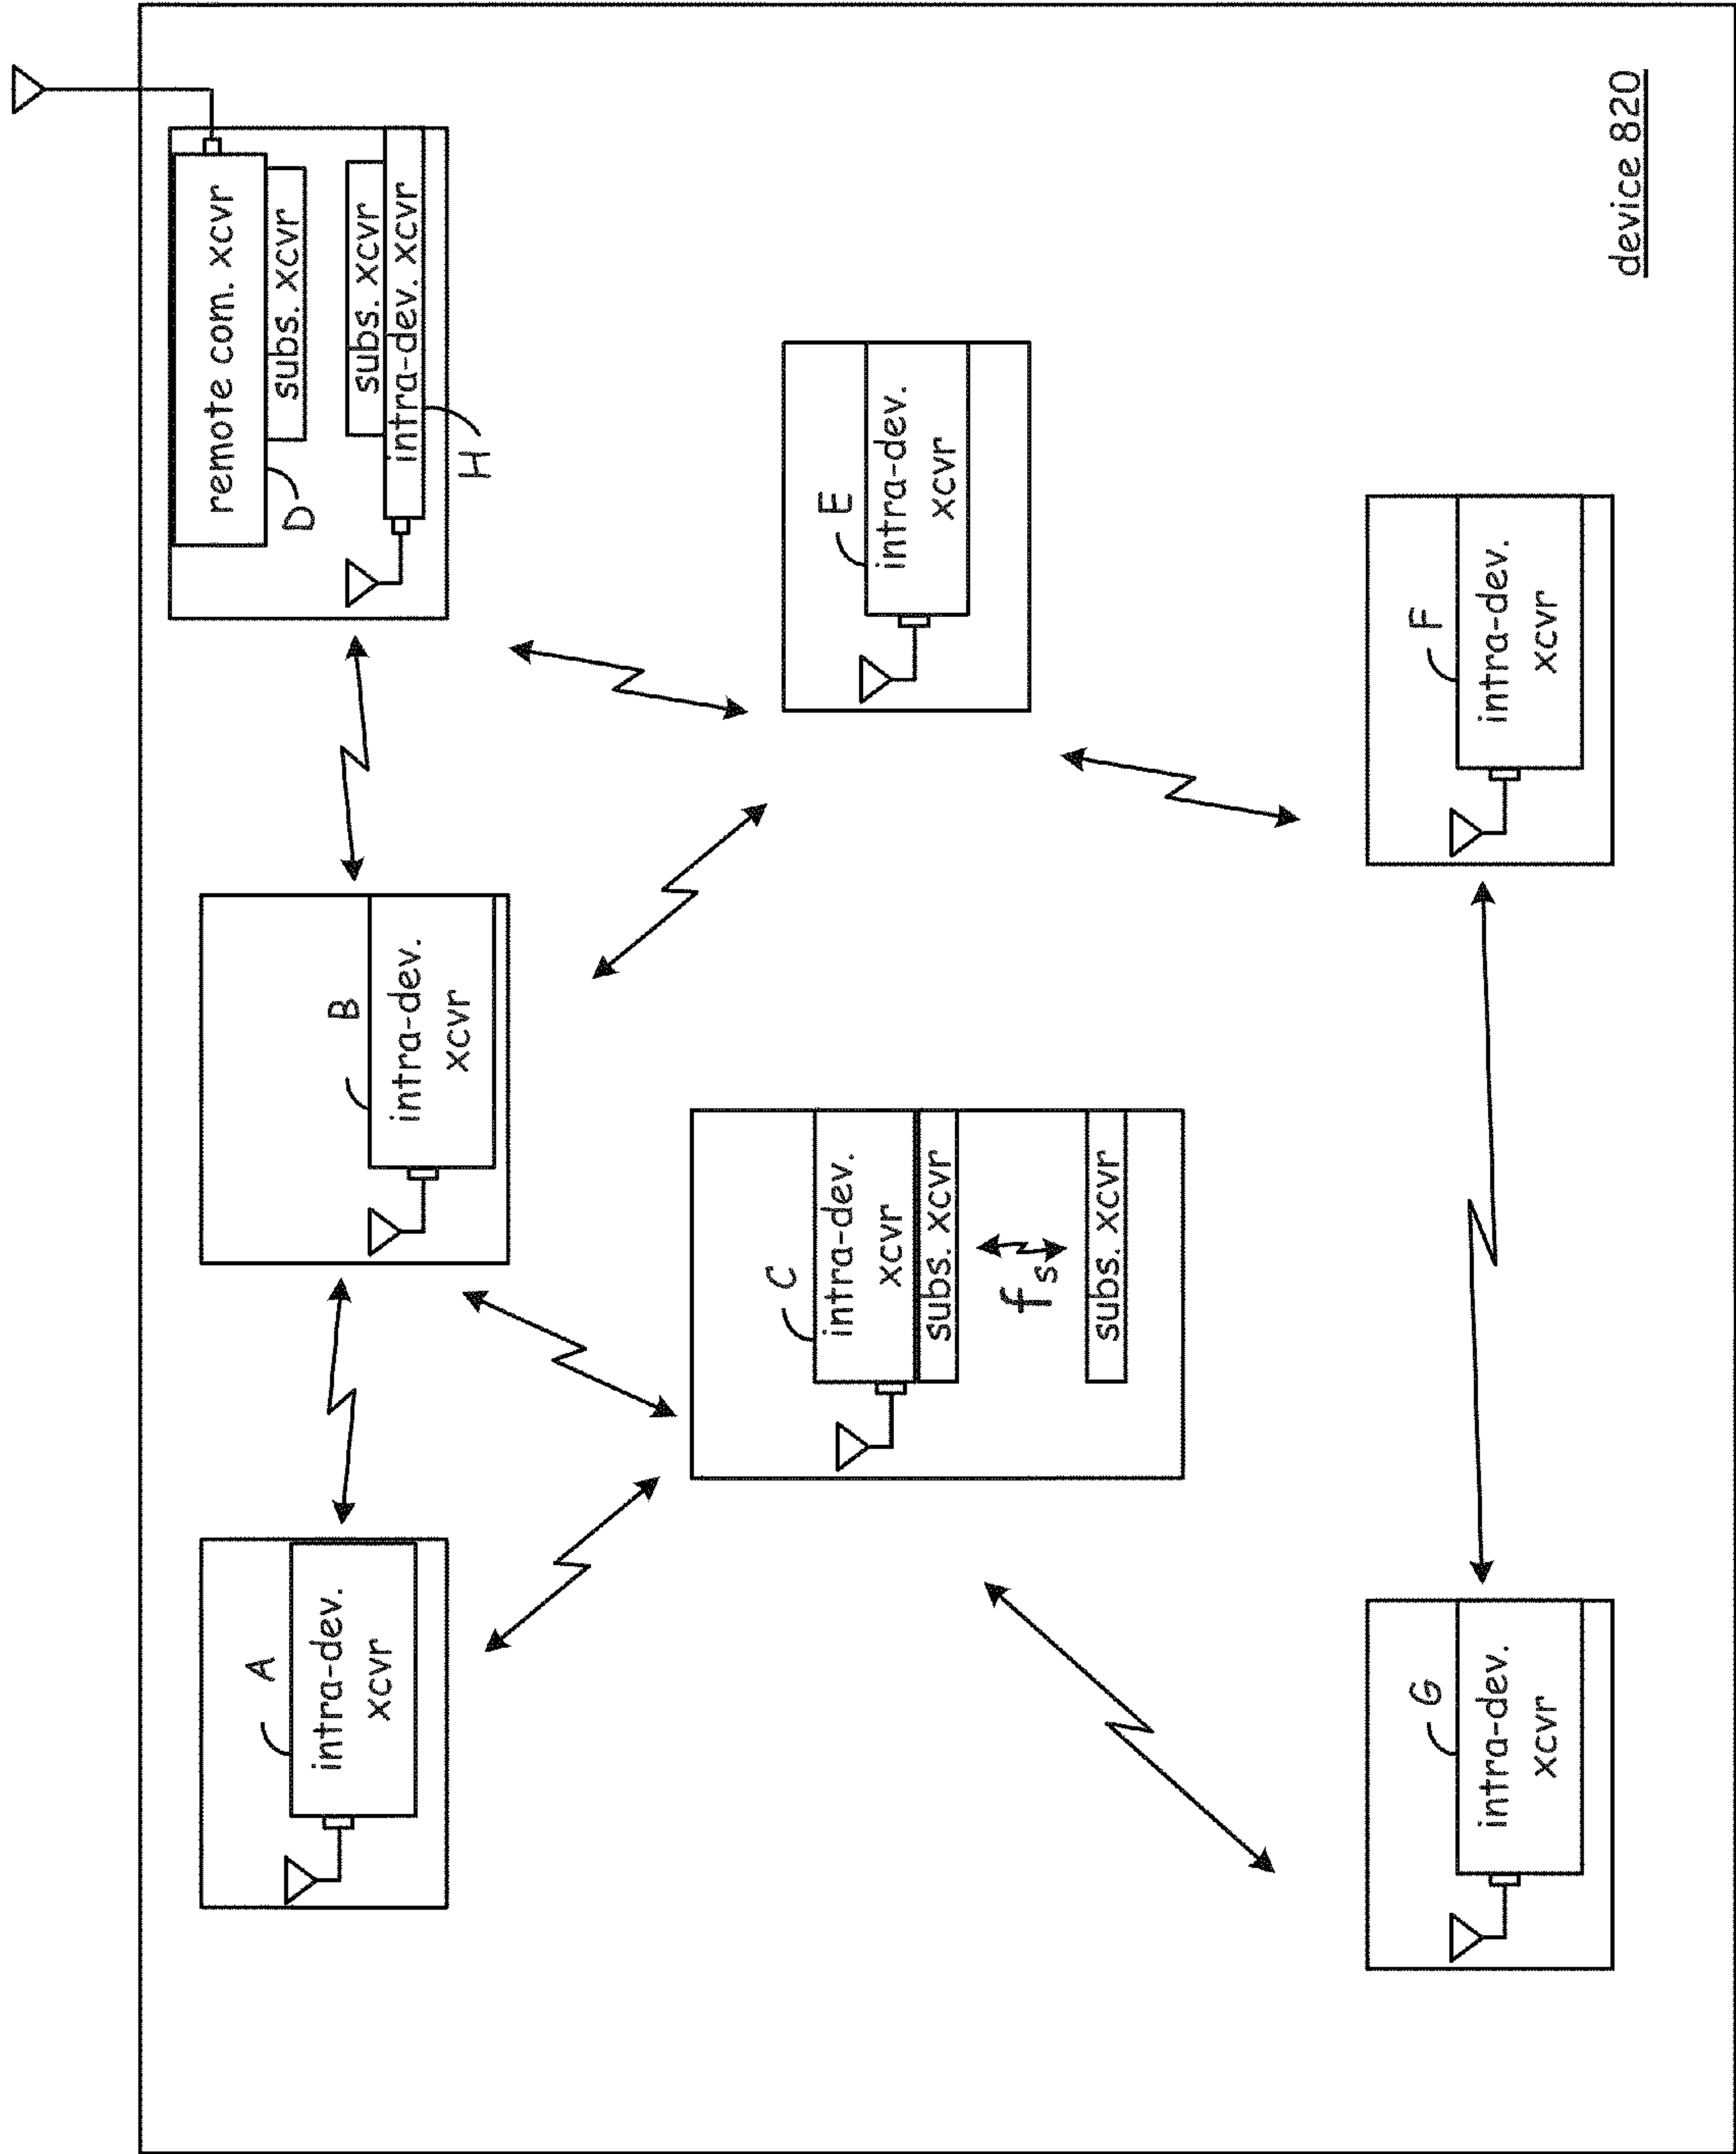 A
intra-dev.
xcvr
B
intra-dev.
xcvr
remote com. xcvr
D
subs. xcvr
subs. xcvr
intra-dev. xcvr
H
C
intra-dev.
xcvr
subs. xcvr
fs
subs. xcvr
E
intra-dev.
xcvr
G
intra-dev.
xcvr
F
intra-dev.
xcvr
device 820